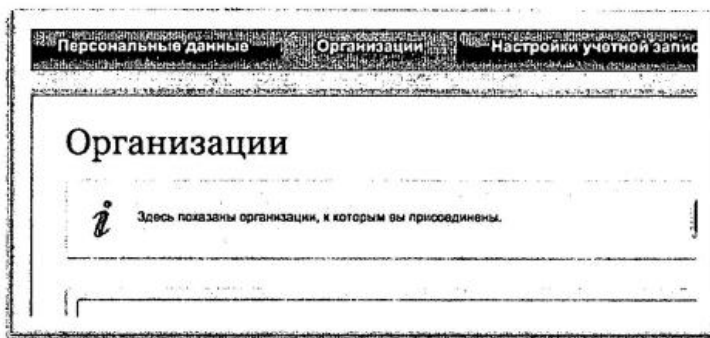 Персональные данные Организации Настройки учетной запис
Организации
Здесь показаны организации, к которым вы присоединены.